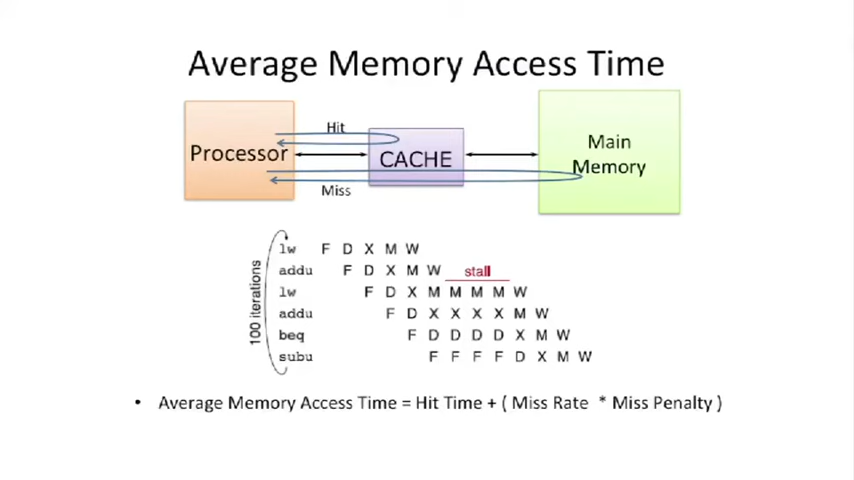 Average Memory Access Time
Hit
Processor
CACHE
Main
Memory
Miss
100 iterations
lw F D X M W
addu F D X M W stall
lw F D X M M M M W
addu F D X X X X M W
beq F D D D D X M W
subu F F F F D X M W
• Average Memory Access Time = Hit Time + ( Miss Rate * Miss Penalty )